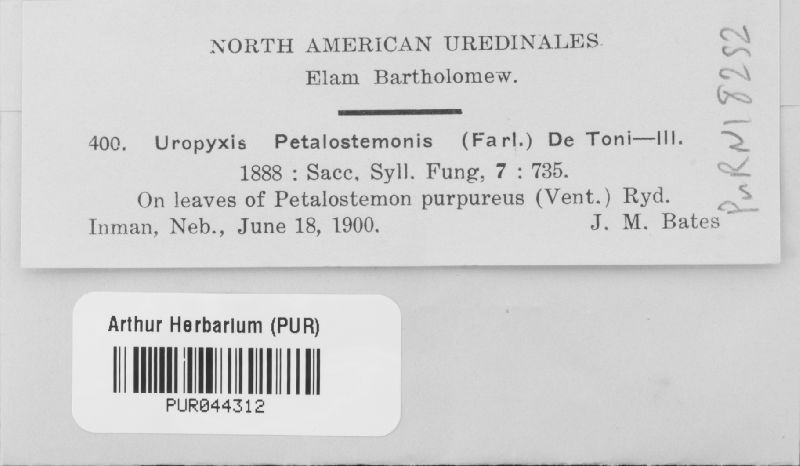 NORTH AMERICAN UREDINALES
Elam Bartholomew.
400. Uropyxis Petalostemonis (Farl.) De Toni—III.
1888 : Sacc, Syll. Fung, 7 : 735.
On leaves of Petalostemon purpureus (Vent.) Ryd.
Inman, Neb., June 18, 1900. J. M. Bates
PURN18252
Arthur Herbarium (PUR)
PUR044312